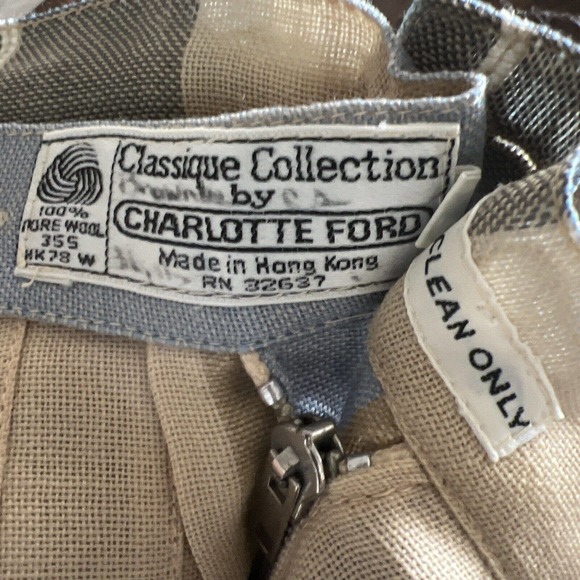 100%
PURE WOOL
355
HK78 W
Classique Collection
by
CHARLOTTE FORD
Made in Hong Kong
RN 32637
CLEAN ONLY